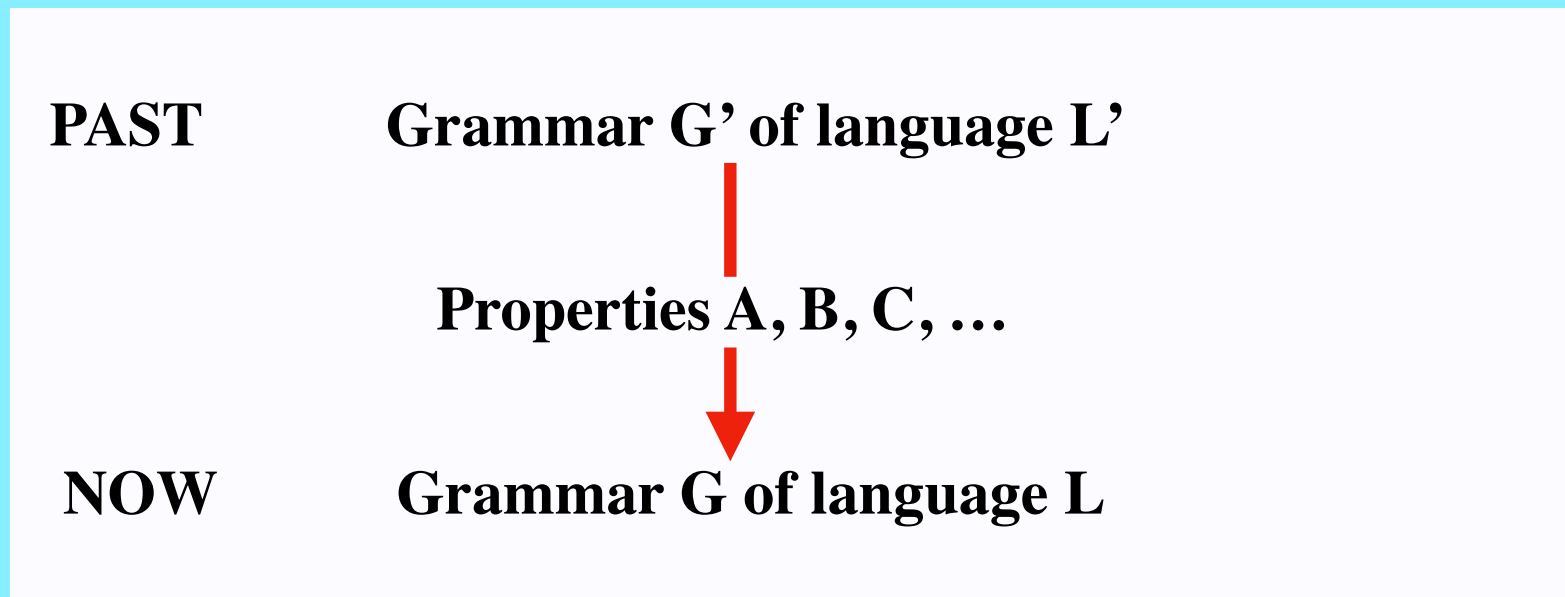 PAST Grammar G’ of language L’
Properties A, B, C, …
NOW Grammar G of language L